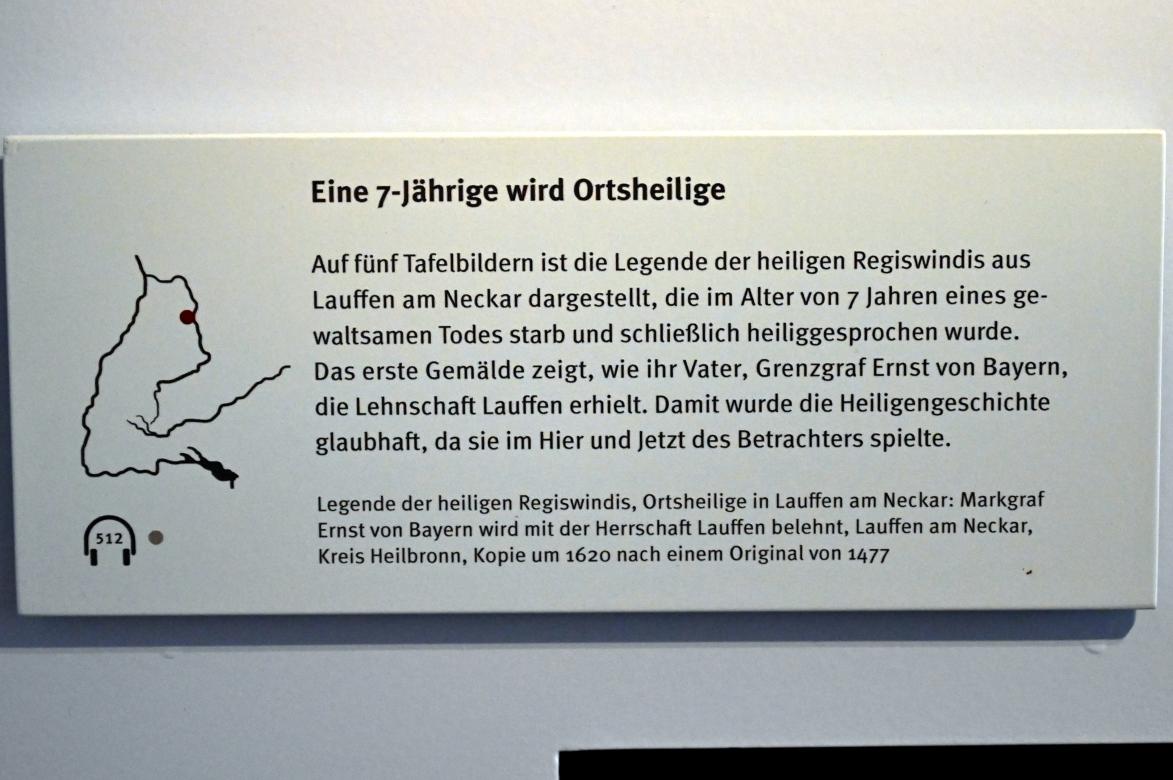 Eine 7-Jährige wird Ortsheilige
Auf fünf Tafelbildern ist die Legende der heiligen Regiswindis aus
Lauffen am Neckar dargestellt, die im Alter von 7 Jahren eines ge-
waltsamen Todes starb und schließlich heiliggesprochen wurde.
Das erste Gemälde zeigt, wie ihr Vater, Grenzgraf Ernst von Bayern,
die Lehnschaft Lauffen erhielt. Damit wurde die Heiligengeschichte
glaubhaft, da sie im Hier und Jetzt des Betrachters spielte.
Legende der heiligen Regiswindis, Ortsheilige in Lauffen am Neckar: Markgraf
Ernst von Bayern wird mit der Herrschaft Lauffen belehnt, Lauffen am Neckar,
Kreis Heilbronn, Kopie um 1620 nach einem Original von 1477
512